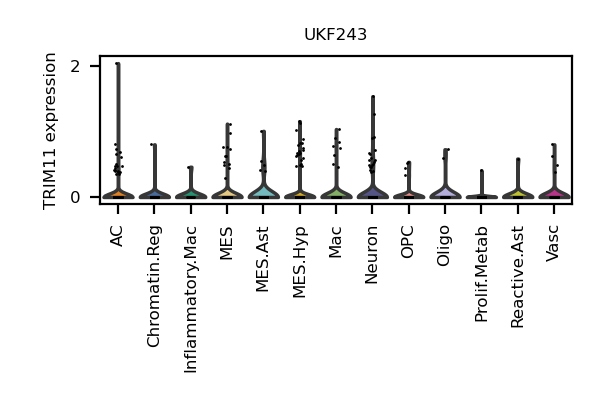 UKF243
TRIM11 expression
2
0
AC
Chromatin.Reg
Inflammatory.Mac
MES
MES.Ast
MES.Hyp
Mac
Neuron
OPC
Oligo
Prolif.Metab
Reactive.Ast
Vasc